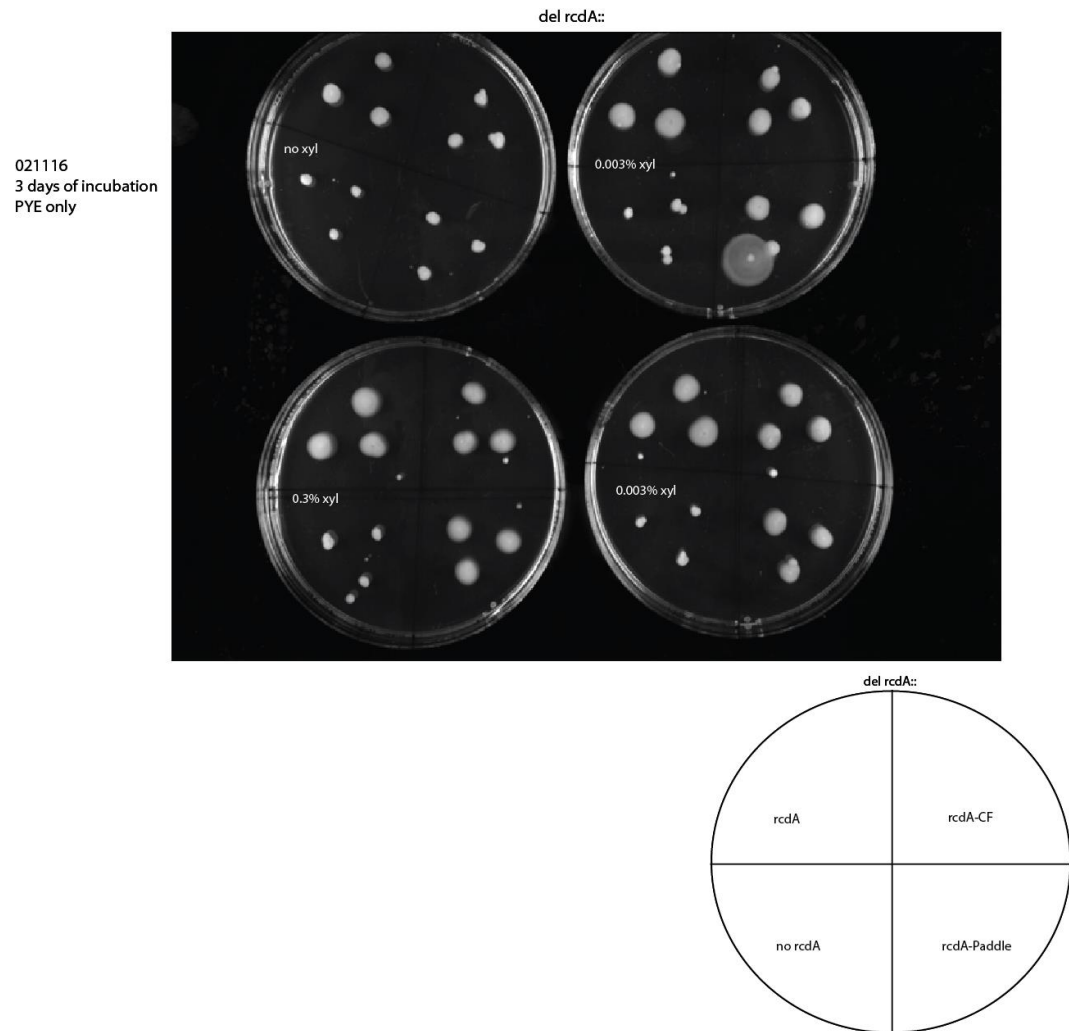 del rcdA::
021116
3 days of incubation
PYE only
no xyl
0.003% xyl
0.3% xyl
0.003% xyl
del rcdA::
rcdA
rcdA-CF
no rcdA
rcdA-Paddle